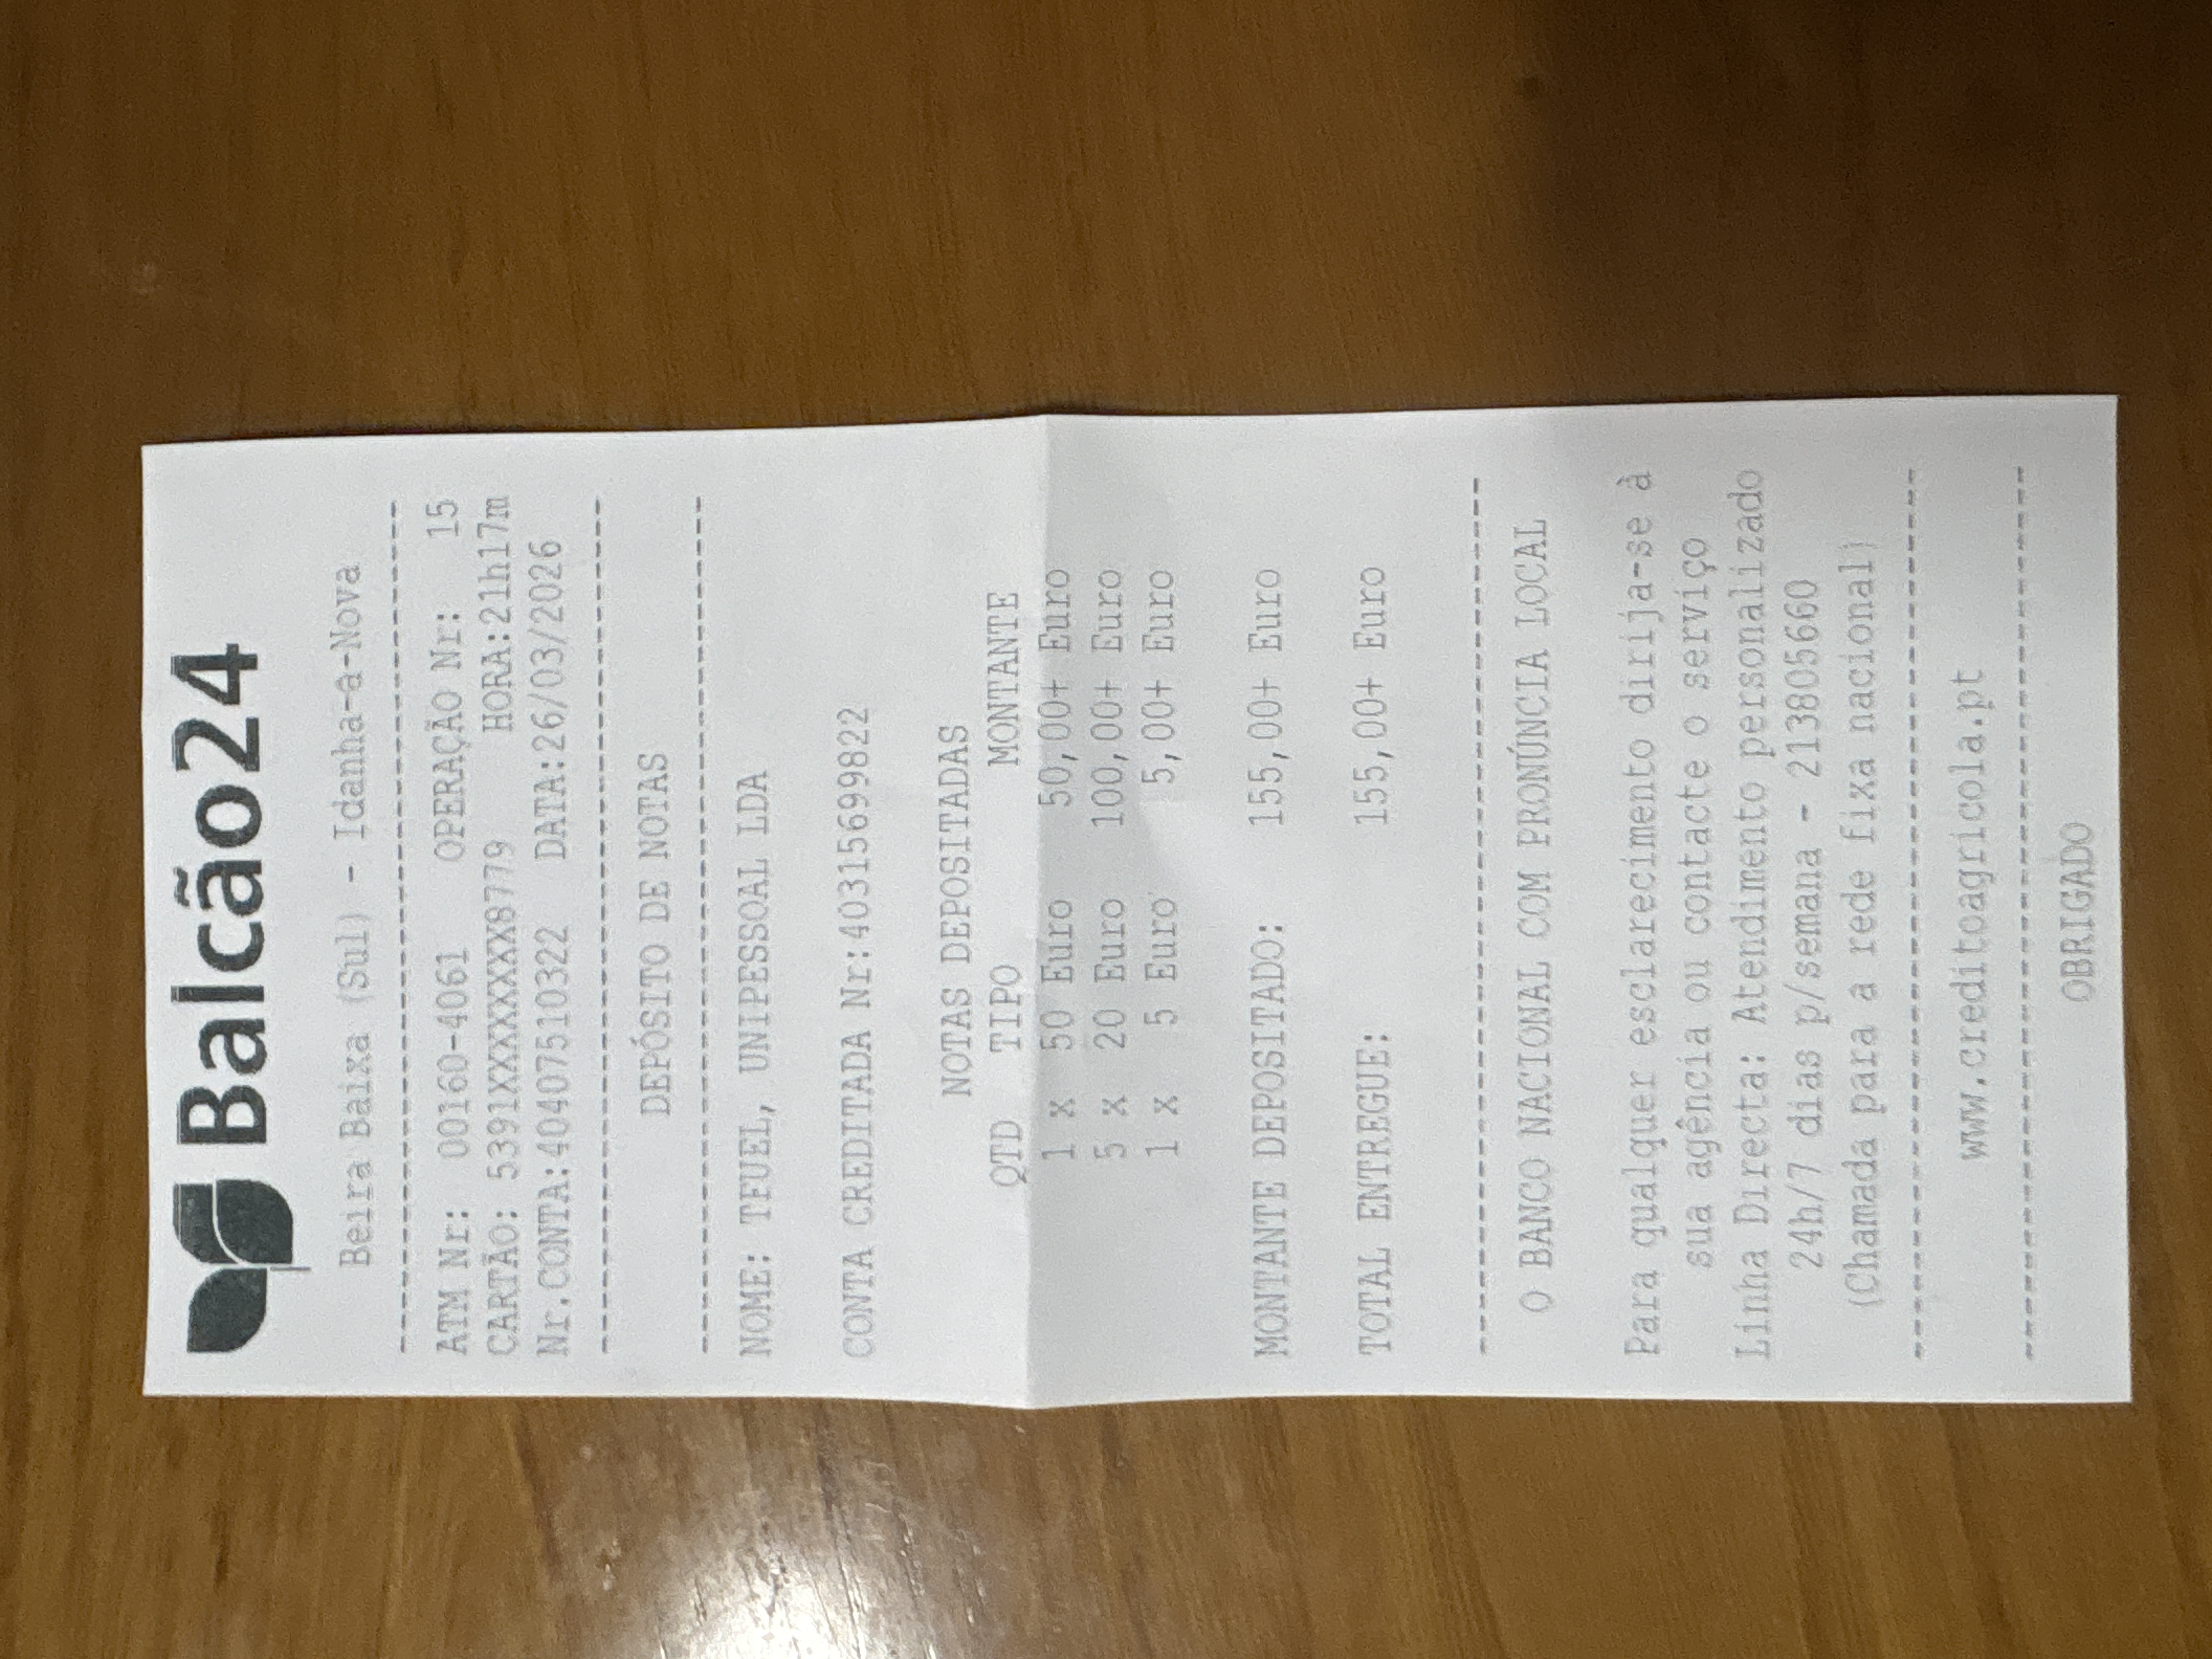 Balcão24
Beira Baixa (Sul) - Idanha-a-Nova
ATM Nr: 00160-4061 OPERAÇÃO Nr: 15
CARTÃO: 5391XXXXXXXX8779 HORA:21h17m
Nr.CONTA:40407510322 DATA:26/03/2026
DEPÓSITO DE NOTAS
NOME: TFUEL, UNIPESSOAL LDA
CONTA CREDITADA Nr:40315699822
NOTAS DEPOSITADAS
QTD TIPO MONTANTE
1 x 50 Euro 50,00+ Euro
5 x 20 Euro 100,00+ Euro
1 x 5 Euro 5,00+ Euro
MONTANTE DEPOSITADO: 155,00+ Euro
TOTAL ENTREGUE: 155,00+ Euro
O BANCO NACIONAL COM PRONÚNCIA LOCAL
Para qualquer esclarecimento dirija-se à
sua agência ou contacte o serviço
Linha Directa: Atendimento personalizado
24h/7 dias p/semana - 213805660
(Chamada para a rede fixa nacional)
www.creditoagricola.pt
OBRIGADO